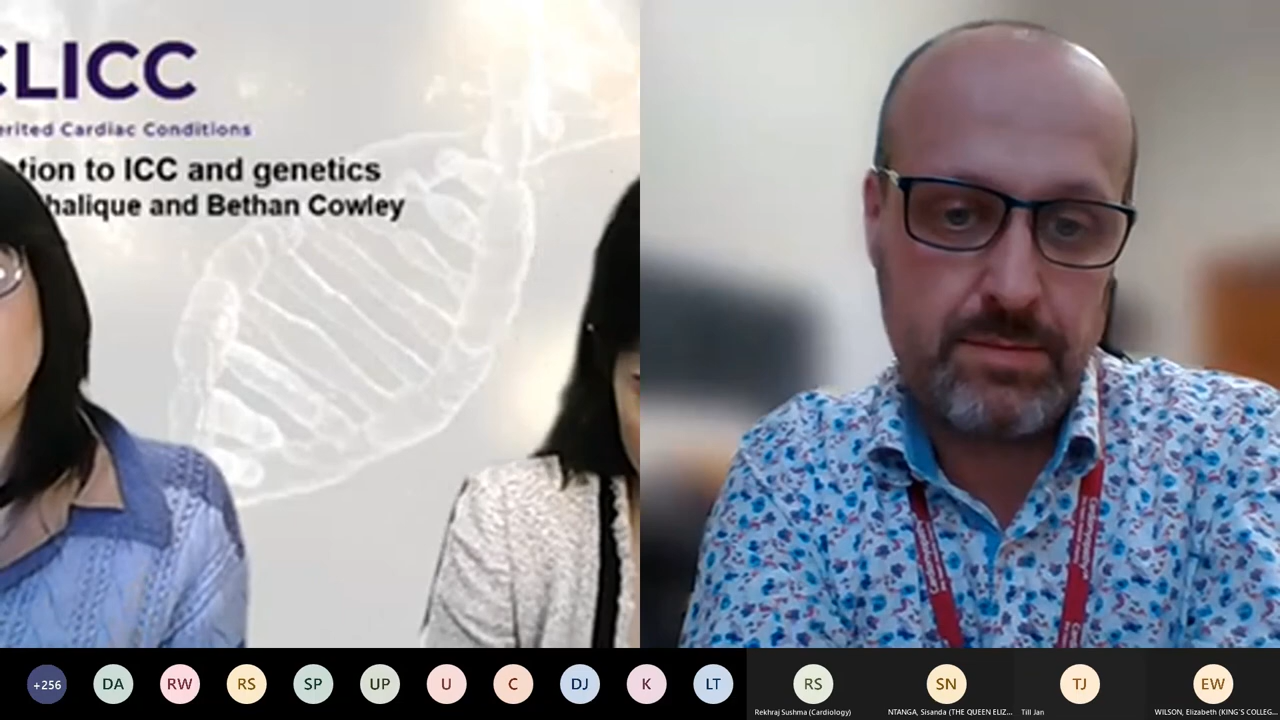 CLICC
erited Cardiac Conditions
tion to ICC and genetics
halique and Bethan Cowley
+256
DA
RW
RS
SP
UP
U
C
DJ
K
LT
RS
SN
TJ
EW
Rekhraj Sushma (Cardiology)
NTANGA, Sisanda (THE QUEEN ELIZ...
Till Jan
WILSON, Elizabeth (KING'S COLLEG...